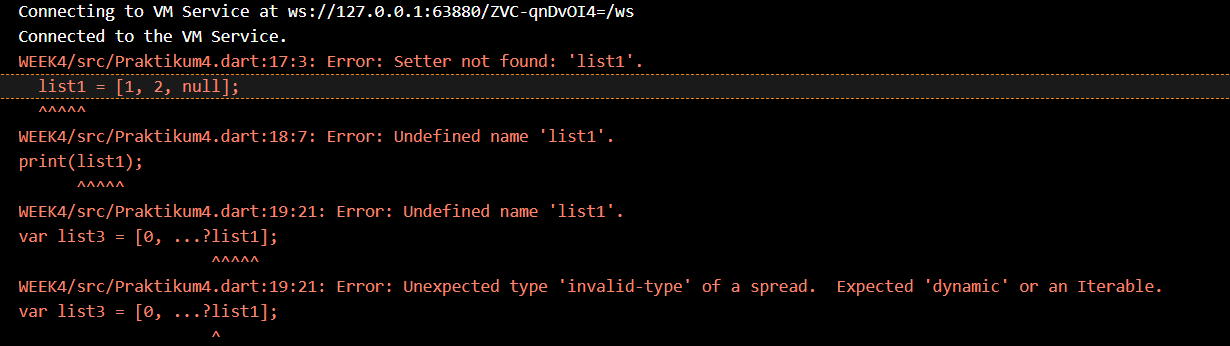 Connecting to VM Service at ws://127.0.0.1:63880/ZVC-qnDvOI4=/ws
Connected to the VM Service.
WEEK4/src/Praktikum4.dart:17:3: Error: Setter not found: 'list1'.
  list1 = [1, 2, null];
  ^^^^^
WEEK4/src/Praktikum4.dart:18:7: Error: Undefined name 'list1'.
print(list1);
      ^^^^^
WEEK4/src/Praktikum4.dart:19:21: Error: Undefined name 'list1'.
var list3 = [0, ...?list1];
                    ^^^^^
WEEK4/src/Praktikum4.dart:19:21: Error: Unexpected type 'invalid-type' of a spread.  Expected 'dynamic' or an Iterable.
var list3 = [0, ...?list1];
                    ^